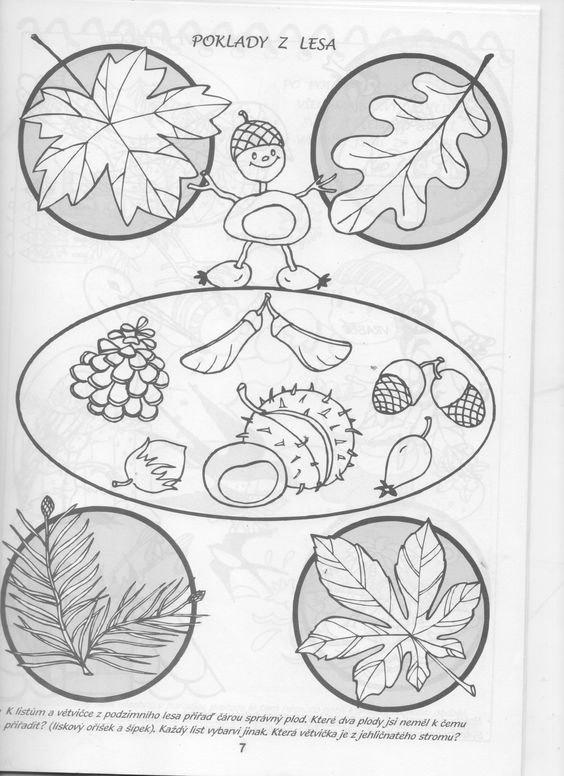 POKLADY Z LESA
K listům a větvičce z podzimního lesa přiřaď čárou správný plod. Které dva plody jsi neměl k čemu
přiřadit? (lískový oříšek a šípek). Každý list vybarvi jinak. Která větvička je z jehličnatého stromu?
7